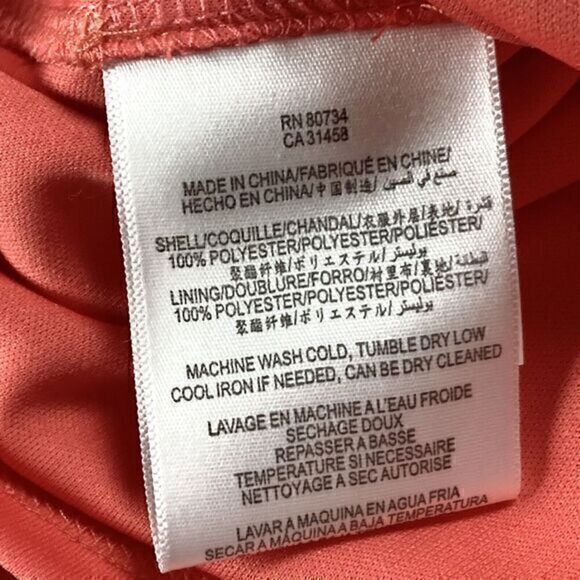 RN 80734
CA 31458
MADE IN CHINA/FABRIQUÉ EN CHINE/
HECHO EN CHINA/中国制造/صنع في الصين
SHELL/COQUILLE/CHANDAL/衣服外层/表地/قشرة
100% POLYESTER/POLYESTER/POLIÉSTER/
聚酯纤维/ポリエステル/بوليستر
LINING/DOUBLURE/FORRO/衬里布/裏地/البطانة
100% POLYESTER/POLYESTER/POLIÉSTER/
聚酯纤维/ポリエステル/بوليستر
MACHINE WASH COLD, TUMBLE DRY LOW
COOL IRON IF NEEDED, CAN BE DRY CLEANED
LAVAGE EN MACHINE A L'EAU FROIDE
SECHAGE DOUX
REPASSER A BASSE
TEMPERATURE SI NECESSAIRE
NETTOYAGE A SEC AUTORISE
LAVAR A MAQUINA EN AGUA FRIA
SECAR A MAQUINA A BAJA TEMPERATURA